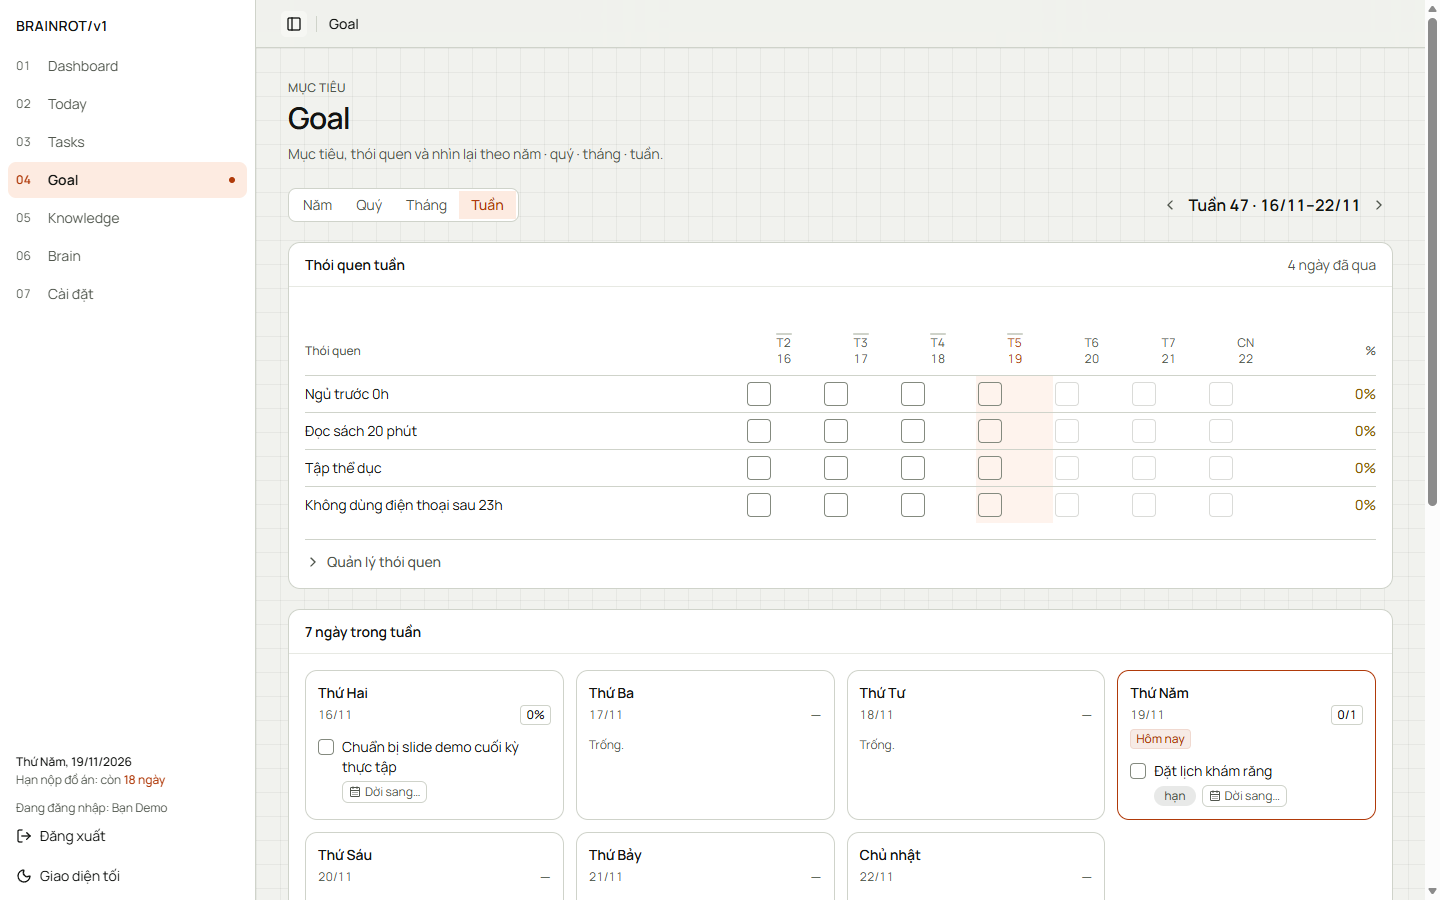 BRAINROT/v1
01 Dashboard
02 Today
03 Tasks
04 Goal
05 Knowledge
06 Brain
07 Cài đặt
Thứ Năm, 19/11/2026
Hạn nộp đồ án: còn 18 ngày
Đang đăng nhập: Bạn Demo
Đăng xuất
Giao diện tối
Goal
MỤC TIÊU
Goal
Mục tiêu, thói quen và nhìn lại theo năm · quý · tháng · tuần.
Năm Quý Tháng Tuần
Tuần 47 · 16/11–22/11
Thói quen tuần
4 ngày đã qua
Thói quen T2 16 T3 17 T4 18 T5 19 T6 20 T7 21 CN 22 %
Ngủ trước 0h 0%
Đọc sách 20 phút 0%
Tập thể dục 0%
Không dùng điện thoại sau 23h 0%
Quản lý thói quen
7 ngày trong tuần
Thứ Hai
16/11 0%
Chuẩn bị slide demo cuối kỳ
thực tập
Dời sang...
Thứ Ba
17/11 —
Trống.
Thứ Tư
18/11 —
Trống.
Thứ Năm
19/11 0/1
Hôm nay
Đặt lịch khám răng
hạn Dời sang...
Thứ Sáu
20/11 —
Thứ Bảy
21/11 —
Chủ nhật
22/11 —